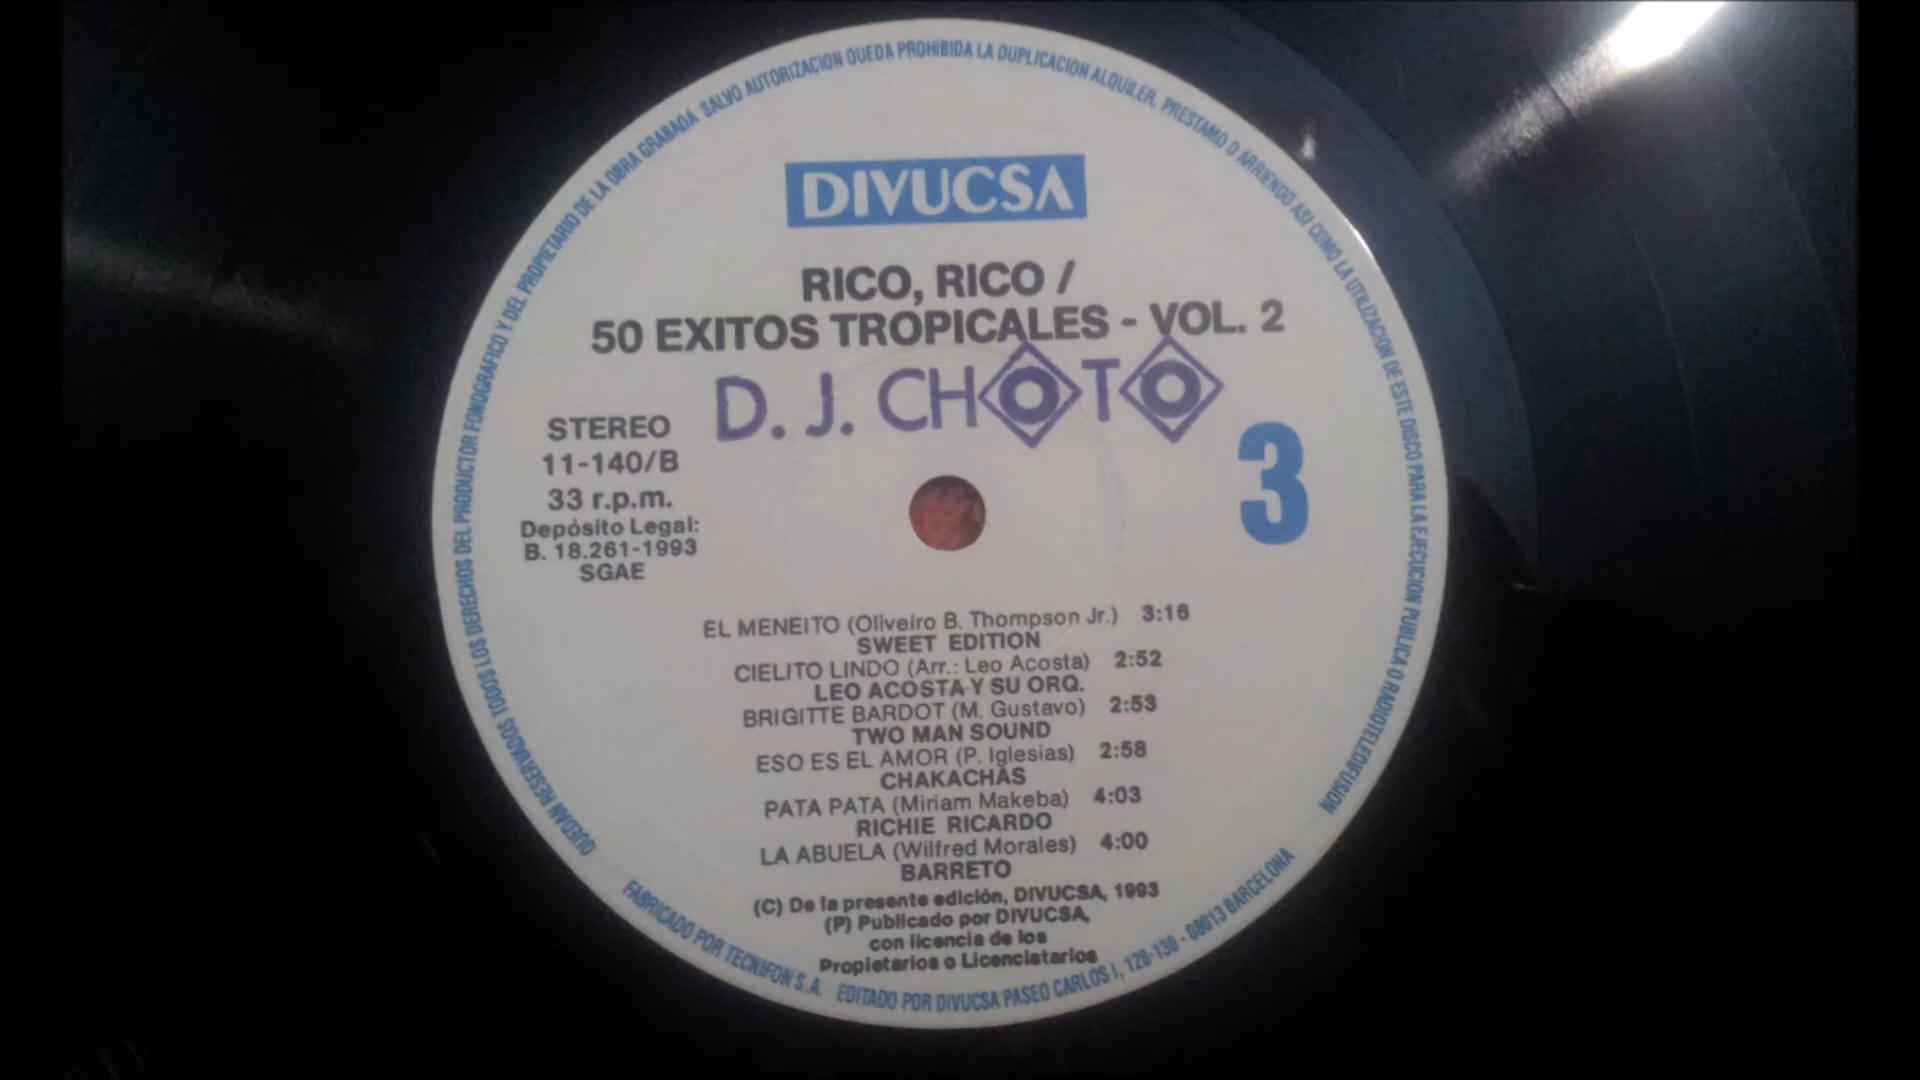 QUEDAN RESERVADOS TODOS LOS DERECHOS DEL PRODUCTOR FONOGRAFICO Y DEL PROPIETARIO DE LA OBRA GRABADA. SALVO AUTORIZACION QUEDA PROHIBIDA LA DUPLICACION ALQUILER, PRESTAMO O ARRIENDO ASI COMO LA UTILIZACION DE ESTE DISCO PARA LA EJECUCION PUBLICA O RADIOTELEDIFUSION
DIVUCSA
RICO, RICO /
50 EXITOS TROPICALES - VOL. 2
D. J. CHOTO
STEREO
11-140/B
33 r.p.m.
Depósito Legal:
B. 18.261-1993
SGAE
3
EL MENEITO (Oliveiro B. Thompson Jr.) 3:16
SWEET EDITION
CIELITO LINDO (Arr.: Leo Acosta) 2:52
LEO ACOSTA Y SU ORQ.
BRIGITTE BARDOT (M. Gustavo) 2:53
TWO MAN SOUND
ESO ES EL AMOR (P. Iglesias) 2:58
CHAKACHAS
PATA PATA (Miriam Makeba) 4:03
RICHIE RICARDO
LA ABUELA (Wilfred Morales) 4:00
BARRETO
(C) De la presente edición, DIVUCSA, 1993
(P) Publicado por DIVUCSA,
con licencia de los
Propietarios o Licenciatarios
FABRICADO POR TECNIFON S.A. EDITADO POR DIVUCSA PASEO CARLOS I, 128-130 - 08013 BARCELONA